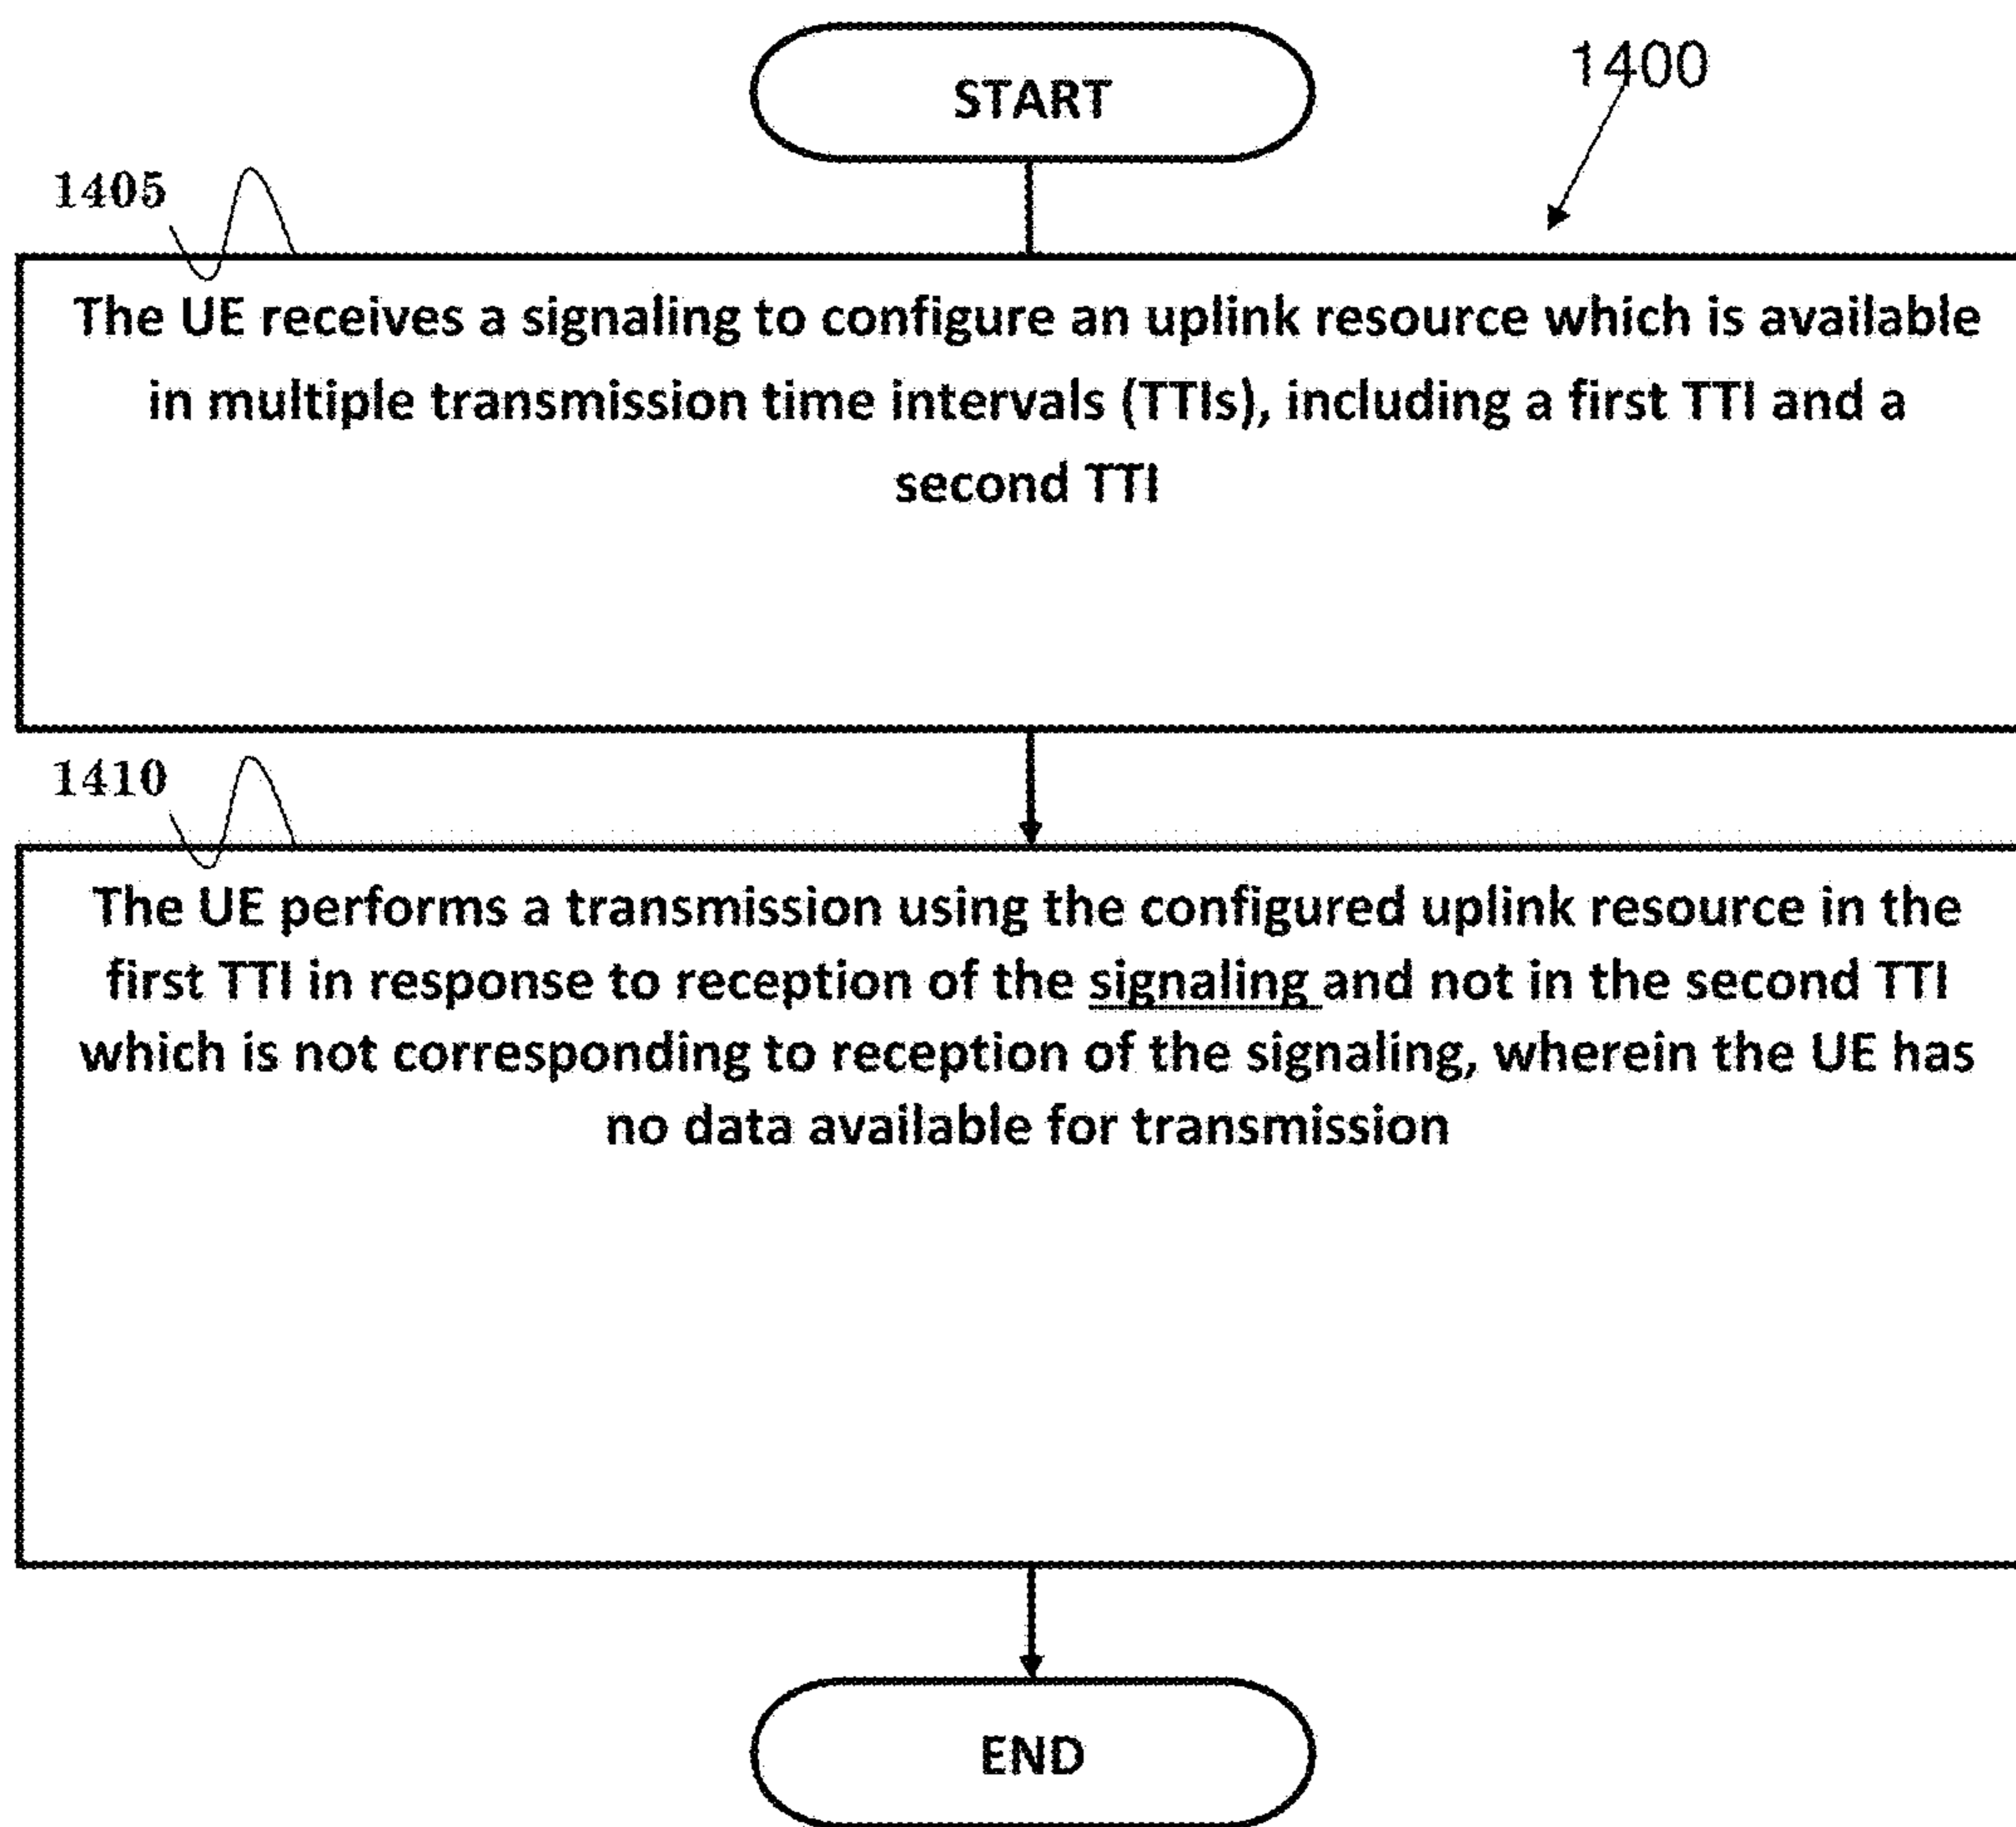 START
1400
1405
The UE receives a signaling to configure an uplink resource which is available
in multiple transmission time intervals (TTIs), including a first TTI and a
second TTI
1410
The UE performs a transmission using the configured uplink resource in the
first TTI in response to reception of the signaling and not in the second TTI
which is not corresponding to reception of the signaling, wherein the UE has
no data available for transmission
END